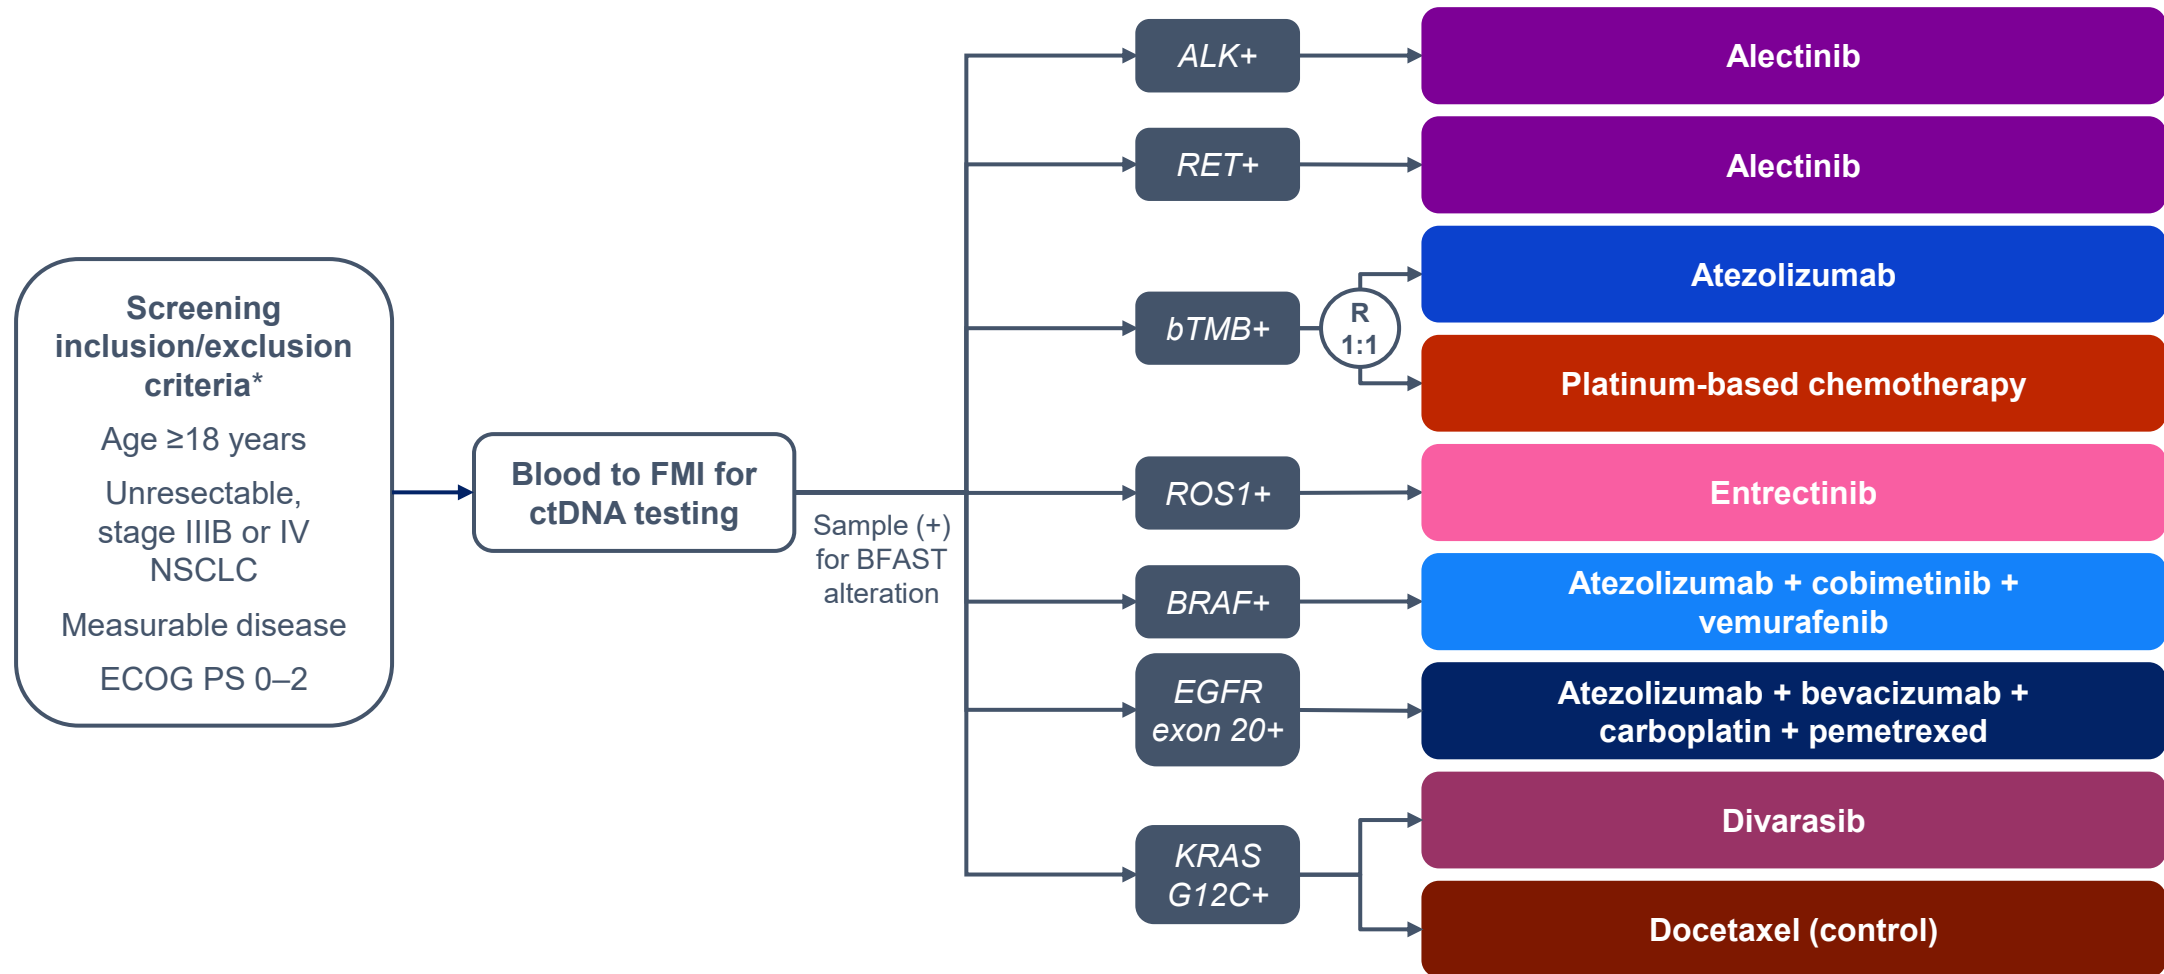 Screening
inclusion/exclusion
criteria*
Age ≥18 years
Unresectable,
stage IIIB or IV
NSCLC
Measurable disease
ECOG PS 0–2
Blood to FMI for
ctDNA testing
Sample (+)
for BFAST
alteration
ALK+
Alectinib
RET+
Alectinib
bTMB+
R
1:1
Atezolizumab
Platinum-based chemotherapy
ROS1+
Entrectinib
BRAF+
Atezolizumab + cobimetinib +
vemurafenib
EGFR
exon 20+
Atezolizumab + bevacizumab +
carboplatin + pemetrexed
KRAS
G12C+
Divarasib
Docetaxel (control)